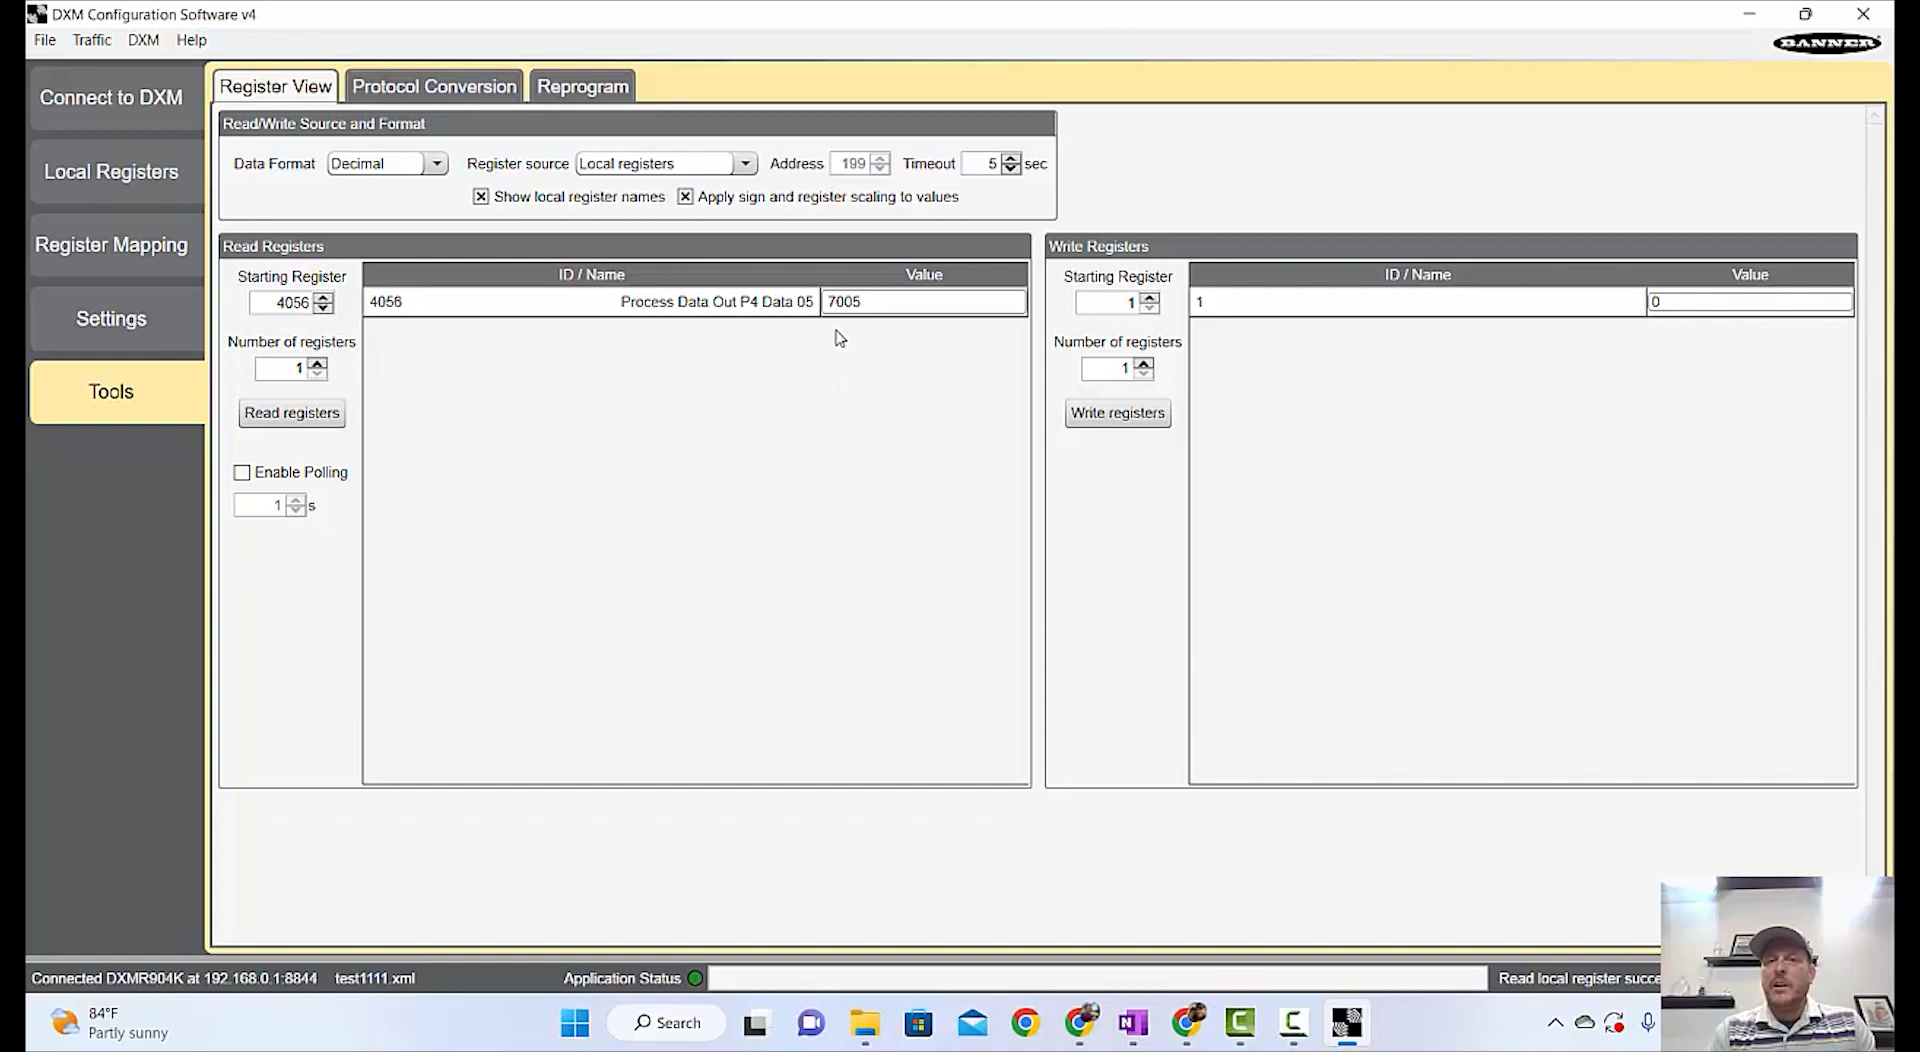 DXM Configuration Software v4
File Traffic DXM Help
BANNER
Connect to DXM
Local Registers
Register Mapping
Settings
Tools
Register View Protocol Conversion Reprogram
Read/Write Source and Format
Data Format Decimal Register source Local registers Address 199 Timeout 5 sec
Show local register names Apply sign and register scaling to values
Read Registers
Starting Register ID / Name Value
4056 4056 Process Data Out P4 Data 05 7005
Number of registers
1
Read registers
Enable Polling
1 s
Write Registers
Starting Register ID / Name Value
1 1 0
Number of registers
1
Write registers
Connected DXMR904K at 192.168.0.1:8844 test1111.xml Application Status Read local register succe
84°F
Partly sunny
Search